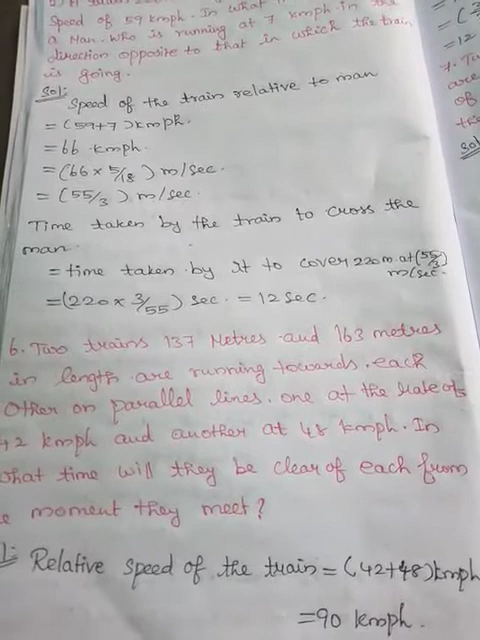 Speed of 59 kmph. In what
a Man. who is running at 7 kmph in the
direction opposite to that in which the train
is going.
Sol:
Speed of the train relative to man
= (59+7) kmph.
= 66 kmph.
= (66 × 5/18) m/sec.
= (55/3) m/sec.
Time taken by the train to cross the
man.
= time taken by it to cover 220 m. at (55/3)
m/sec.
= (220 × 3/55) sec. = 12 sec.
6. Two trains 137 Metres and 163 metres
in length are running towards each
other on parallel lines. one at the rate of
42 kmph and another at 48 kmph. In
what time will they be clear of each from
moment they meet?
Relative speed of the train = (42+48) kmph
= 90 kmph.
= 12
7. Tw
are
of
Sol